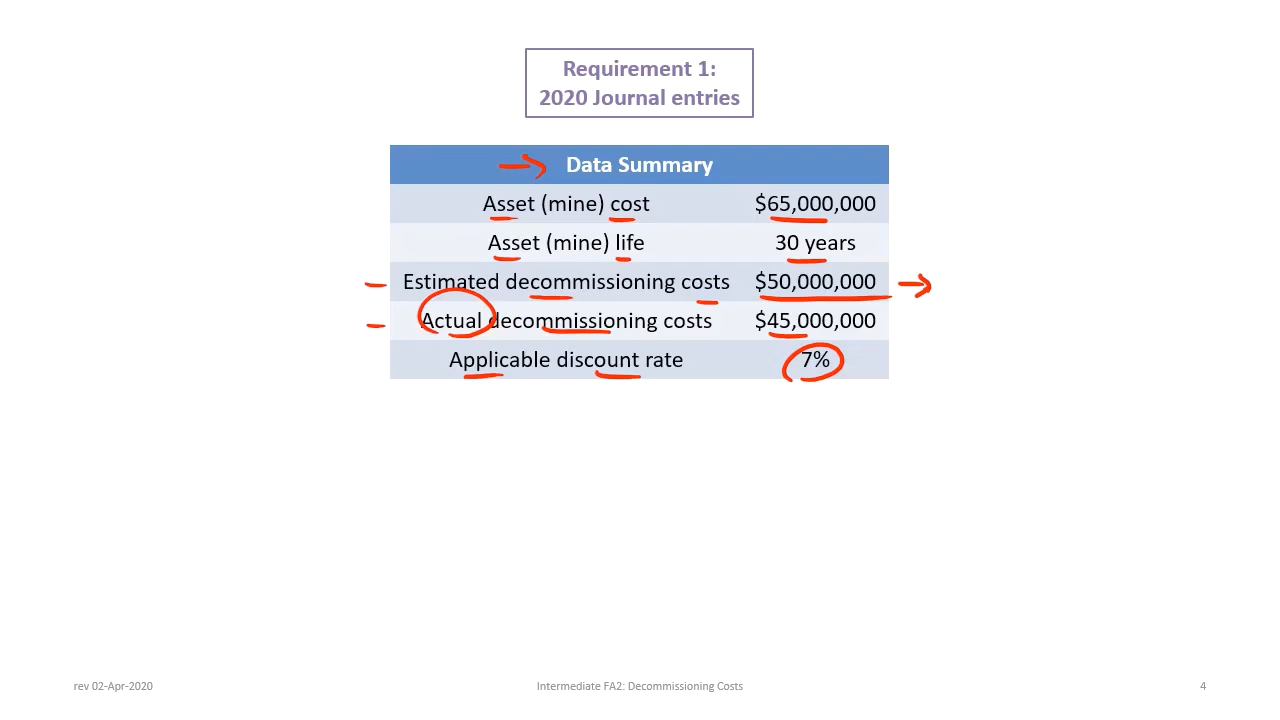 Requirement 1:
2020 Journal entries
Data Summary
Asset (mine) cost $65,000,000
Asset (mine) life 30 years
Estimated decommissioning costs $50,000,000
Actual decommissioning costs $45,000,000
Applicable discount rate 7%
rev 02-Apr-2020 Intermediate FA2: Decommissioning Costs 4